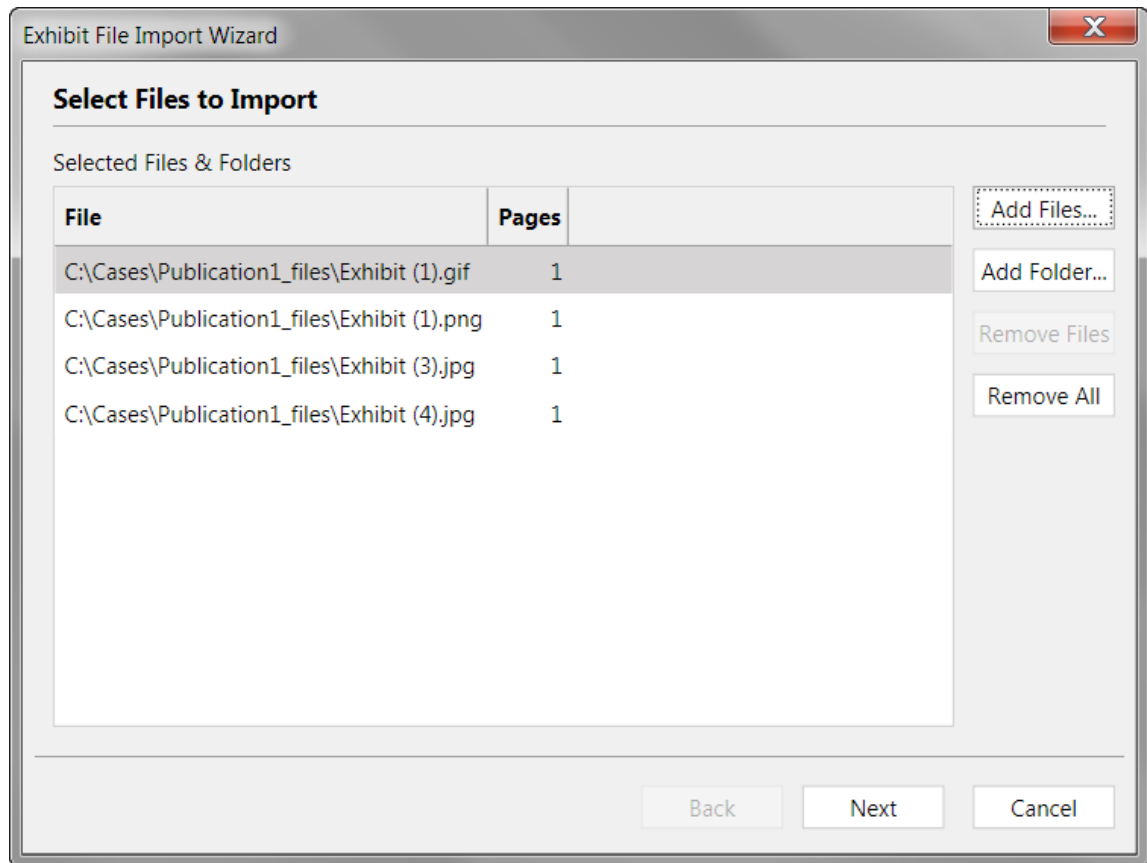 Exhibit File Import Wizard
X
Select Files to Import
Selected Files & Folders
File Pages
C:\Cases\Publication1_files\Exhibit (1).gif 1
C:\Cases\Publication1_files\Exhibit (1).png 1
C:\Cases\Publication1_files\Exhibit (3).jpg 1
C:\Cases\Publication1_files\Exhibit (4).jpg 1
Add Files...
Add Folder...
Remove Files
Remove All
Back Next Cancel